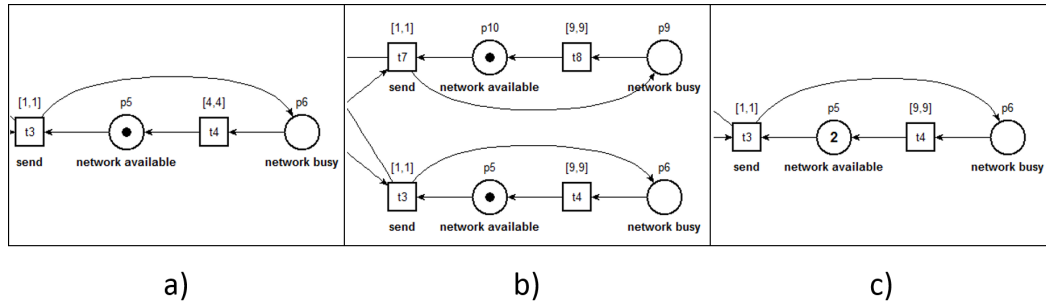 [1,1]
p5
[4,4]
p6
t3
t4
send
network available
network busy
[1,1]
p10
[9,9]
p9
t7
t8
send
network available
network busy
[1,1]
p5
[9,9]
p6
t3
t4
send
network available
network busy
[1,1]
p5
[9,9]
p6
t3
2
t4
send
network available
network busy
a)
b)
c)